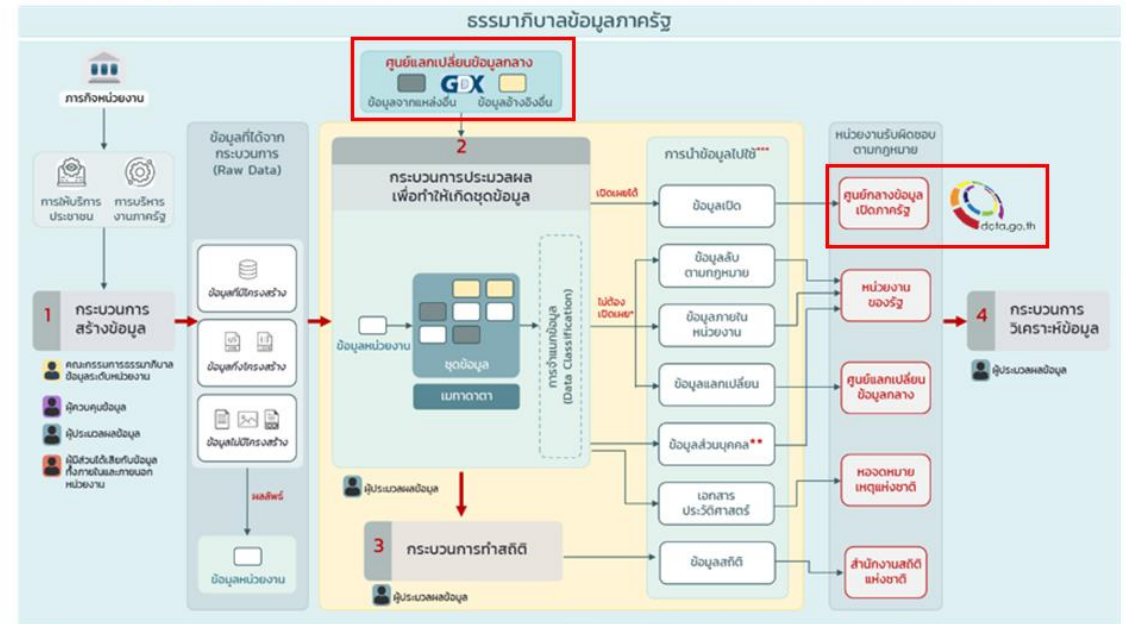 ธรรมาภิบาลข้อมูลภาครัฐ
ภารกิจหน่วยงาน
การให้บริการ
ประชาชน
การบริหาร
งานภาครัฐ
1
กระบวนการ
สร้างข้อมูล
คณะกรรมการธรรมาภิบาล
ข้อมูลระดับหน่วยงาน
ผู้ควบคุมข้อมูล
ผู้ประมวลผลข้อมูล
ผู้มีส่วนได้เสียกับข้อมูล
ทั้งภายในและภายนอก
หน่วยงาน
ข้อมูลที่ได้จาก
กระบวนการ
(Raw Data)
ข้อมูลที่มีโครงสร้าง
ข้อมูลกึ่งโครงสร้าง
ข้อมูลไม่มีโครงสร้าง
ผลลัพธ์
ข้อมูลหน่วยงาน
ศูนย์แลกเปลี่ยนข้อมูลกลาง
GDX
ข้อมูลจากแหล่งอื่น
ข้อมูลอ้างอิงอื่น
2
กระบวนการประมวลผล
เพื่อทำให้เกิดชุดข้อมูล
ข้อมูลหน่วยงาน
ชุดข้อมูล
เมทาดาตา
การจำแนกข้อมูล
(Data Classification)
ผู้ประมวลผลข้อมูล
3
กระบวนการทำสถิติ
ผู้ประมวลผลข้อมูล
เปิดเผยได้
ไม่ต้อง
เปิดเผย*
การนำข้อมูลไปใช้***
ข้อมูลเปิด
ข้อมูลลับ
ตามกฎหมาย
ข้อมูลภายใน
หน่วยงาน
ข้อมูลแลกเปลี่ยน
ข้อมูลส่วนบุคคล**
เอกสาร
ประวัติศาสตร์
ข้อมูลสถิติ
หน่วยงานรับผิดชอบ
ตามกฎหมาย
ศูนย์กลางข้อมูล
เปิดภาครัฐ
data.go.th
หน่วยงาน
ของรัฐ
ศูนย์แลกเปลี่ยน
ข้อมูลกลาง
หอจดหมาย
เหตุแห่งชาติ
สำนักงานสถิติ
แห่งชาติ
4
กระบวนการ
วิเคราะห์ข้อมูล
ผู้ประมวลผลข้อมูล